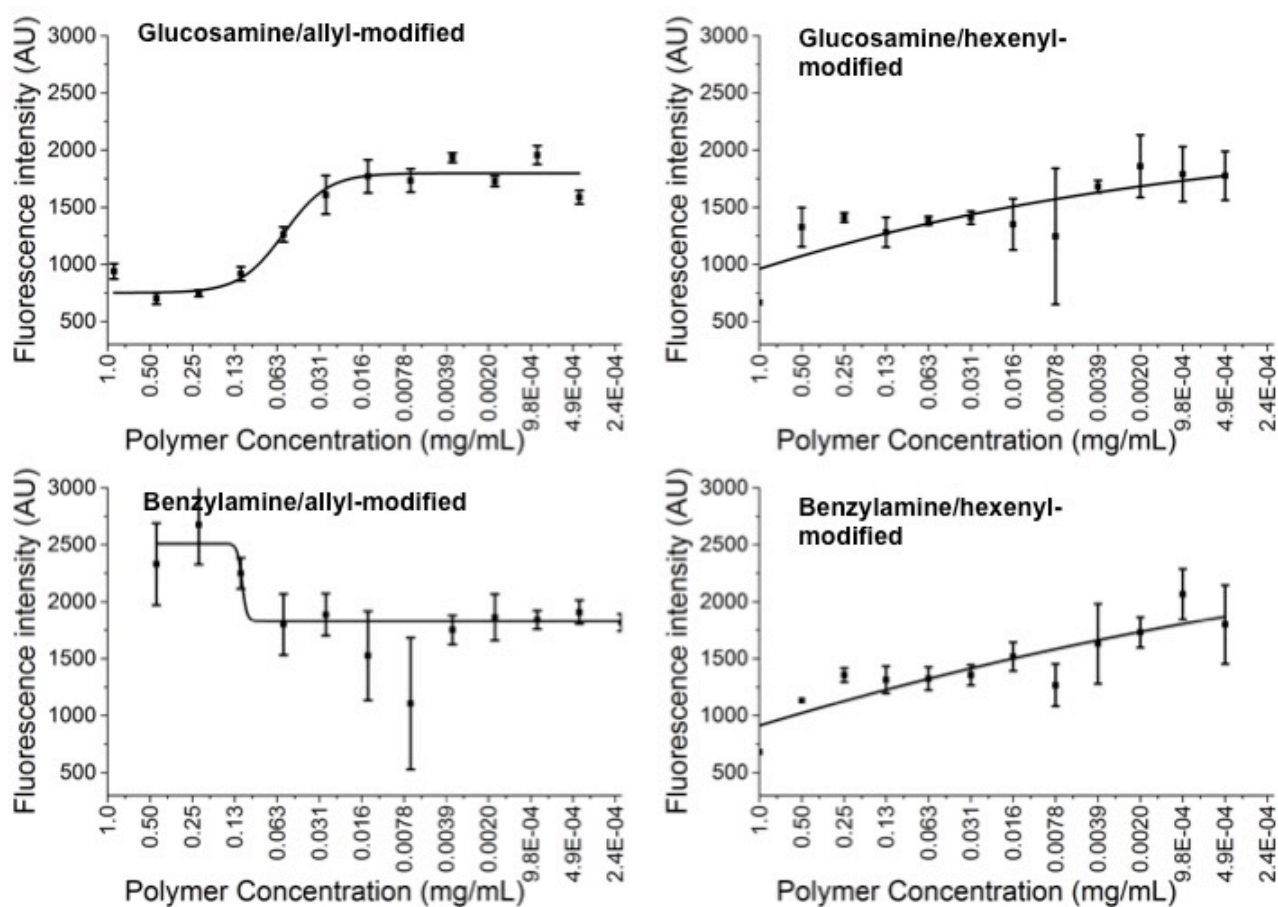 Glucosamine/allyl-modified
Fluorescence intensity (AU)
3000
2500
2000
1500
1000
500
1.0
0.50
0.25
0.13
0.063
0.031
0.016
0.0078
0.0039
0.0020
9.8E-04
4.9E-04
2.4E-04
Polymer Concentration (mg/mL)
Glucosamine/hexenyl-
modified
Fluorescence intensity (AU)
3000
2500
2000
1500
1000
500
1.0
0.50
0.25
0.13
0.063
0.031
0.016
0.0078
0.0039
0.0020
9.8E-04
4.9E-04
2.4E-04
Polymer Concentration (mg/mL)
Benzylamine/allyl-modified
Fluorescence intensity (AU)
3000
2500
2000
1500
1000
500
1.0
0.50
0.25
0.13
0.063
0.031
0.016
0.0078
0.0039
0.0020
9.8E-04
4.9E-04
2.4E-04
Polymer Concentration (mg/mL)
Benzylamine/hexenyl-
modified
Fluorescence intensity (AU)
3000
2500
2000
1500
1000
500
1.0
0.50
0.25
0.13
0.063
0.031
0.016
0.0078
0.0039
0.0020
9.8E-04
4.9E-04
2.4E-04
Polymer Concentration (mg/mL)